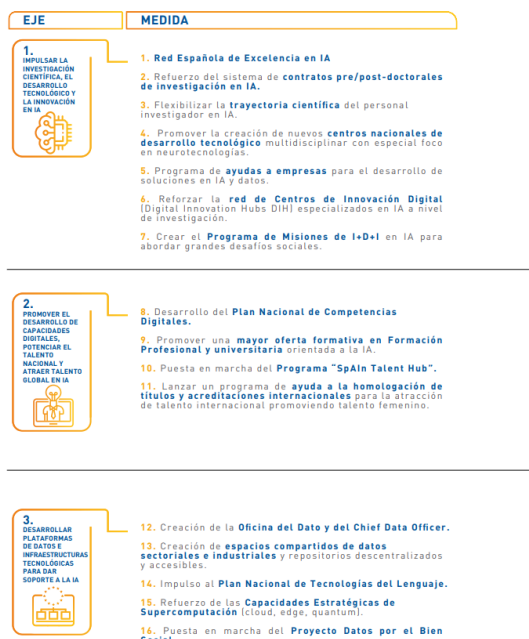 EJE
MEDIDA
1.
IMPULSAR LA
INVESTIGACIÓN
CIENTÍFICA, EL
DESARROLLO
TECNOLÓGICO Y
LA INNOVACIÓN
EN IA
1. Red Española de Excelencia en IA
2. Refuerzo del sistema de contratos pre/post-doctorales
de investigación en IA.
3. Flexibilizar la trayectoria científica del personal
investigador en IA.
4. Promover la creación de nuevos centros nacionales de
desarrollo tecnológico multidisciplinar con especial foco
en neurotecnologías.
5. Programa de ayudas a empresas para el desarrollo de
soluciones en IA y datos.
6. Reforzar la red de Centros de Innovación Digital
(Digital Innovation Hubs DIH) especializados en IA a nivel
de investigación.
7. Crear el Programa de Misiones de I+D+I en IA para
abordar grandes desafíos sociales.
2.
PROMOVER EL
DESARROLLO DE
CAPACIDADES
DIGITALES,
POTENCIAR EL
TALENTO
NACIONAL Y
ATRAER TALENTO
GLOBAL EN IA
8. Desarrollo del Plan Nacional de Competencias
Digitales.
9. Promover una mayor oferta formativa en Formación
Profesional y universitaria orientada a la IA.
10. Puesta en marcha del Programa “SpAIn Talent Hub”.
11. Lanzar un programa de ayuda a la homologación de
títulos y acreditaciones internacionales para la atracción
de talento internacional promoviendo talento femenino.
3.
DESARROLLAR
PLATAFORMAS
DE DATOS E
INFRAESTRUCTURAS
TECNOLÓGICAS
PARA DAR
SOPORTE A LA IA
12. Creación de la Oficina del Dato y del Chief Data Officer.
13. Creación de espacios compartidos de datos
sectoriales e industriales y repositorios descentralizados
y accesibles.
14. Impulso al Plan Nacional de Tecnologías del Lenguaje.
15. Refuerzo de las Capacidades Estratégicas de
Supercomputación (cloud, edge, quantum).
16. Puesta en marcha del Proyecto Datos por el Bien